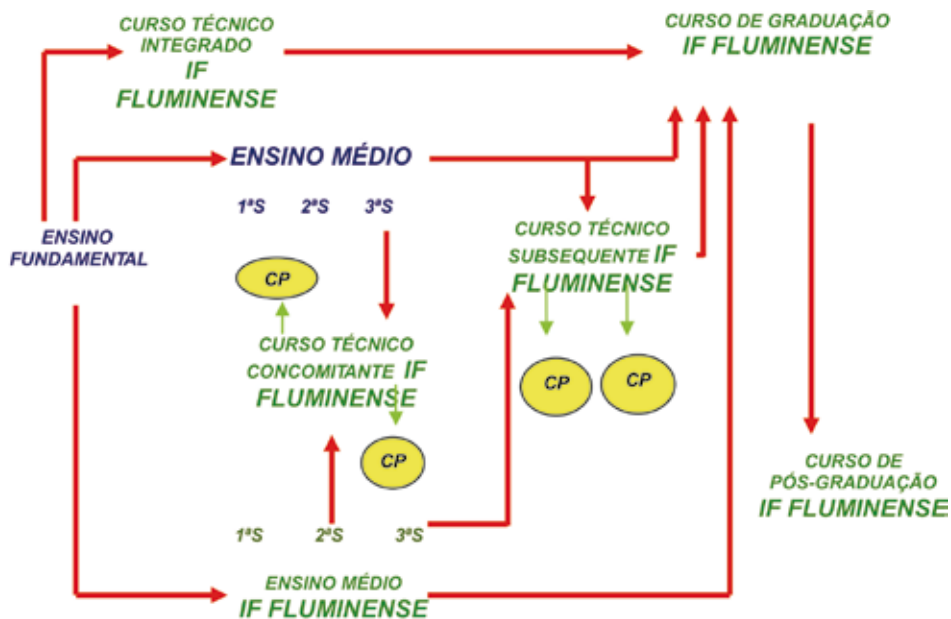 CURSO TÉCNICO
INTEGRADO
IF
FLUMINENSE
CURSO DE GRADUAÇÃO
IF FLUMINENSE
ENSINO MÉDIO
1ªS 2ªS 3ªS
ENSINO
FUNDAMENTAL
CURSO TÉCNICO
SUBSEQUENTE IF
FLUMINENSE
CP
CURSO TÉCNICO
CONCOMITANTE IF
FLUMINENSE
CP
CP
CP
CURSO DE
PÓS-GRADUAÇÃO
IF FLUMINENSE
1ªS 2ªS 3ªS
ENSINO MÉDIO
IF FLUMINENSE